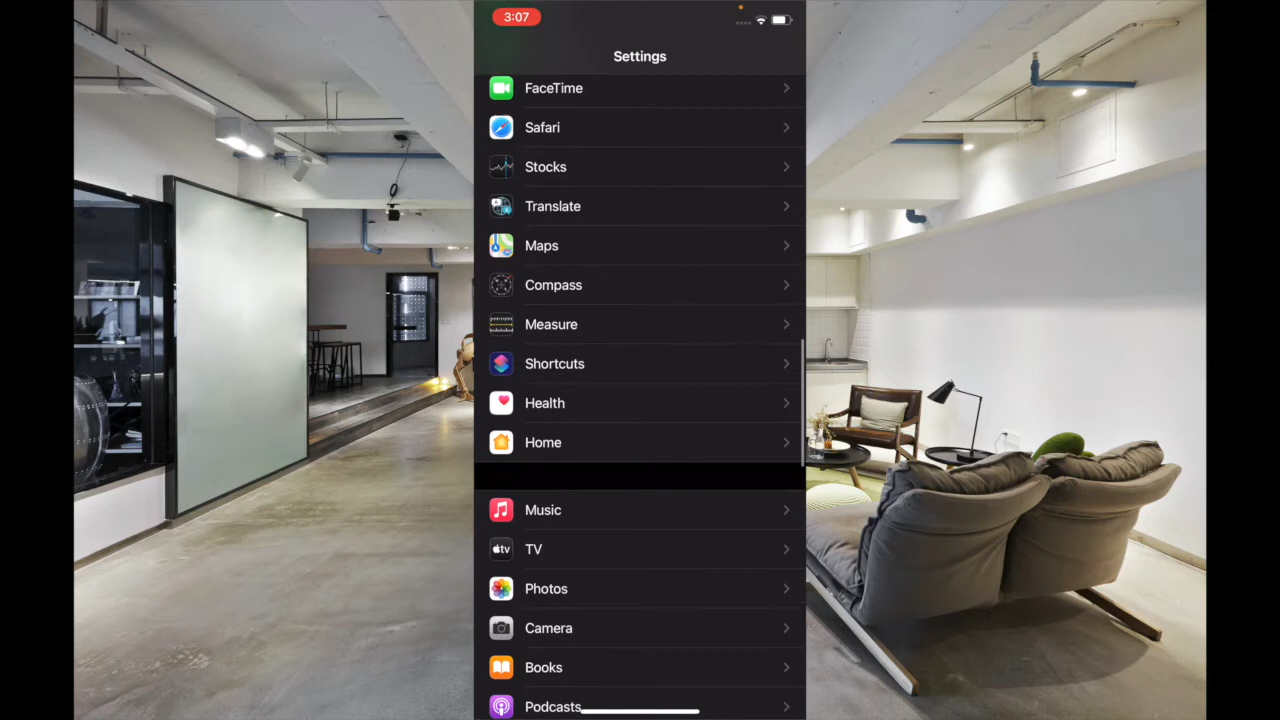 3:07
Settings
FaceTime
Safari
Stocks
Translate
Maps
Compass
Measure
Shortcuts
Health
Home
Music
tv TV
Photos
Camera
Books
Podcasts